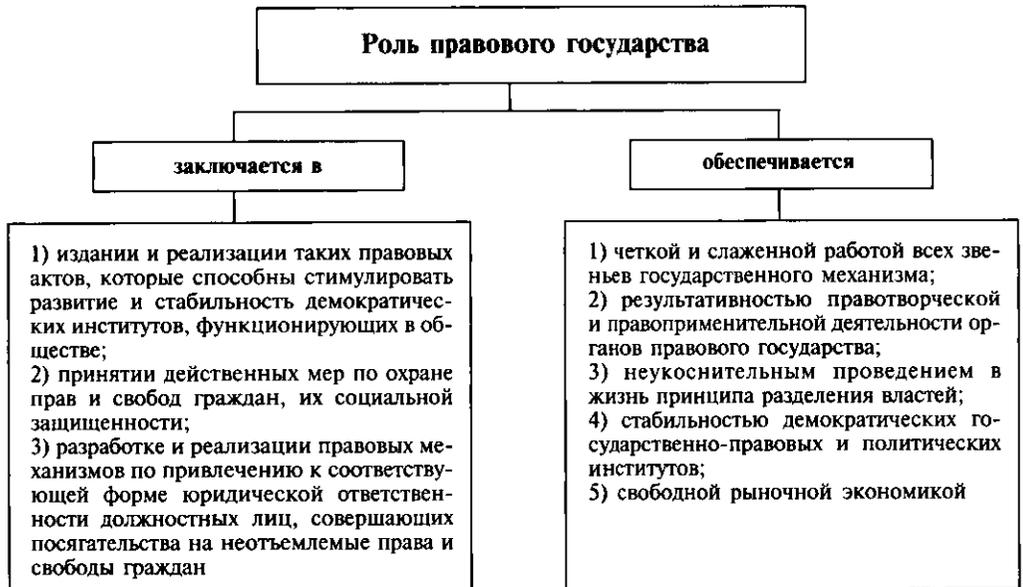 Роль правового государства
заключается в
обеспечивается
1) издании и реализации таких правовых
актов, которые способны стимулировать
развитие и стабильность демократичес-
ких институтов, функционирующих в об-
ществе;
2) принятии действенных мер по охране
прав и свобод граждан, их социальной
защищенности;
3) разработке и реализации правовых ме-
ханизмов по привлечению к соответству-
ющей форме юридической ответствен-
ности должностных лиц, совершающих
посягательства на неотъемлемые права и
свободы граждан
1) четкой и слаженной работой всех зве-
ньев государственного механизма;
2) результативностью правотворческой
и правоприменительной деятельности ор-
ганов правового государства;
3) неукоснительным проведением в
жизнь принципа разделения властей;
4) стабильностью демократических го-
сударственно-правовых и политических
институтов;
5) свободной рыночной экономикой